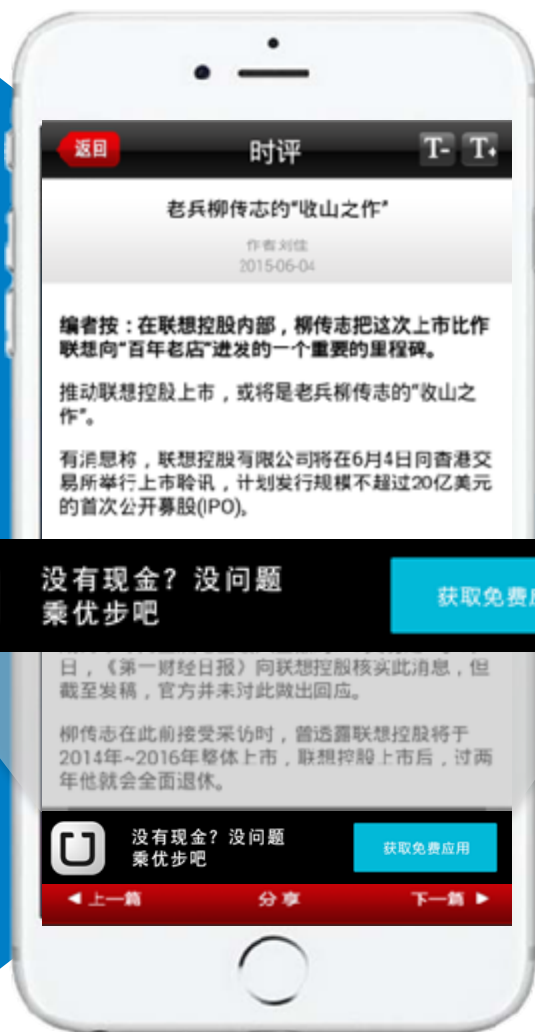 返回
时评
T- T+
老兵柳传志的“收山之作”
作者 刘佳
2015-06-04
编者按：在联想控股内部，柳传志把这次上市比作
联想向“百年老店”进发的一个重要的里程碑。
推动联想控股上市，或将是老兵柳传志的“收山之
作”。
有消息称，联想控股有限公司将在6月4日向香港交
易所举行上市聆讯，计划发行规模不超过20亿美元
的首次公开募股(IPO)。
没有现金？没问题
乘优步吧
获取免费应
日，《第一财经日报》向联想控股核实此消息，但
截至发稿，官方并未对此做出回应。
柳传志在此前接受采访时，曾透露联想控股将于
2014年~2016年整体上市，联想控股上市后，过两
年他就会全面退休。
没有现金？没问题
乘优步吧
获取免费应用
上一篇
分享
下一篇